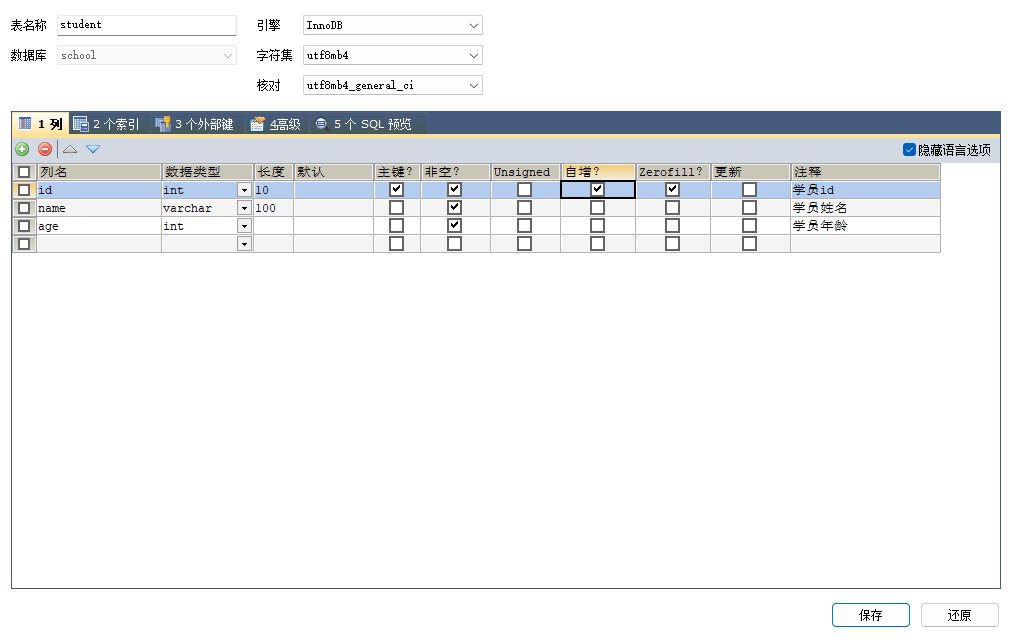 表名称 student 引擎 InnoDB
数据库 school 字符集 utf8mb4
核对 utf8mb4_general_ci
1 列 2 个索引 3 个外部键 4高级 5 个 SQL 预览
隐藏语言选项
列名 数据类型 长度 默认 主键? 非空? Unsigned 自增? Zerofill? 更新 注释
id int 10 学员id
name varchar 100 学员姓名
age int 学员年龄
保存 还原